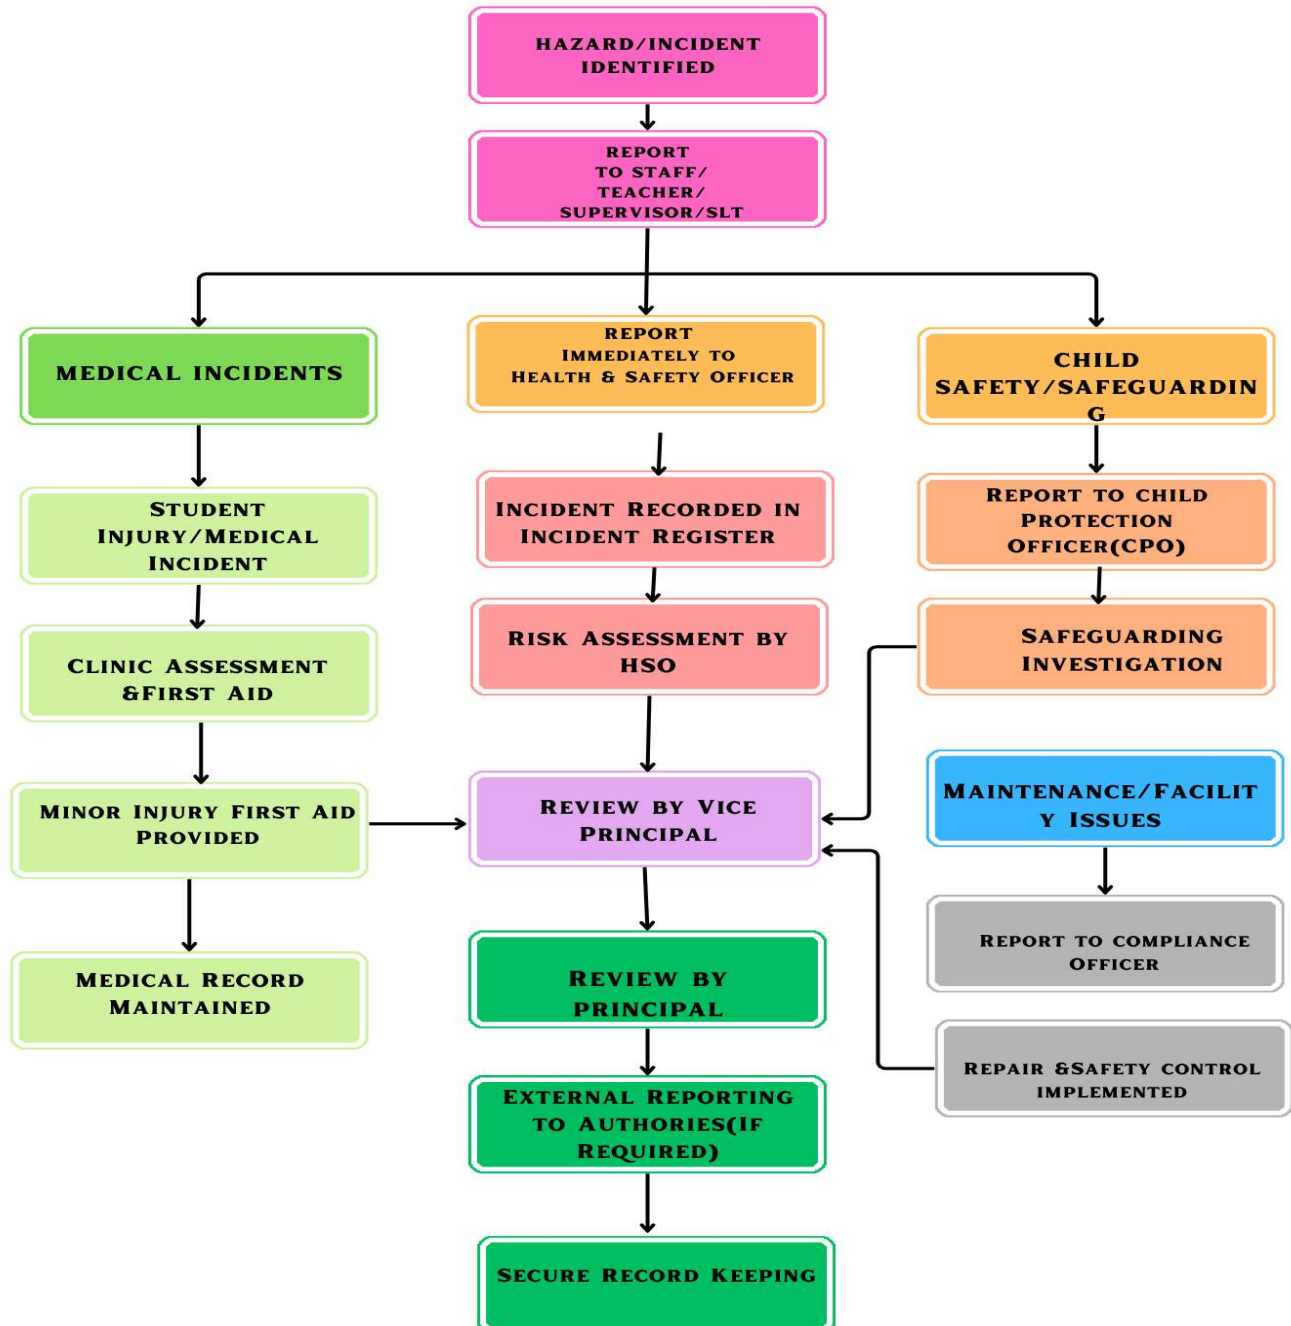 HAZARD/INCIDENT
IDENTIFIED
REPORT
TO STAFF/
TEACHER/
SUPERVISOR/SLT
MEDICAL INCIDENTS
REPORT
IMMEDIATELY TO
HEALTH & SAFETY OFFICER
CHILD
SAFETY/SAFEGUARDIN
G
STUDENT
INJURY/MEDICAL
INCIDENT
INCIDENT RECORDED IN
INCIDENT REGISTER
REPORT TO CHILD
PROTECTION
OFFICER(CPO)
CLINIC ASSESSMENT
&FIRST AID
RISK ASSESSMENT BY
HSO
SAFEGUARDING
INVESTIGATION
MINOR INJURY FIRST AID
PROVIDED
REVIEW BY VICE
PRINCIPAL
MAINTENANCE/FACILIT
Y ISSUES
MEDICAL RECORD
MAINTAINED
REVIEW BY
PRINCIPAL
REPORT TO COMPLIANCE
OFFICER
EXTERNAL REPORTING
TO AUTHORIES(IF
REQUIRED)
REPAIR &SAFETY CONTROL
IMPLEMENTED
SECURE RECORD KEEPING